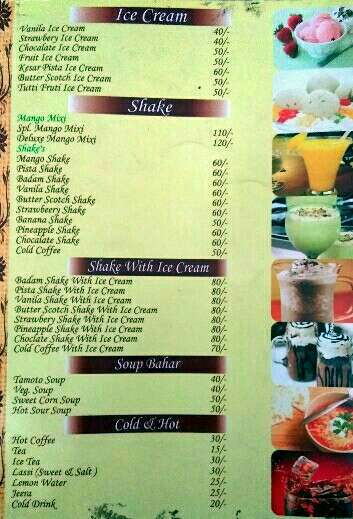 Ice Cream
Vanila Ice Cream 40/-
Strawbery Ice Cream 40/-
Chocalate Ice Cream 50/-
Fruit Ice Cream 50/-
Kesar Pista Ice Cream 60/-
Butter Scotch Ice Cream 50/-
Tutti Fruti Ice Cream 50/-
Shake
Mango Mixi
Spl. Mango Mixi 110/-
Deluxe Mango Mixi 120/-
Shake's
Mango Shake 60/-
Pista Shake 60/-
Badam Shake 60/-
Vanila Shake 60/-
Butter Scotch Shake 60/-
Strawbeery Shake 60/-
Banana Shake 50/-
Pineapple Shake 60/-
Chocalate Shake 60/-
Cold Coffee 50/-
Shake With Ice Cream
Badam Shake With Ice Cream 80/-
Pista Shake With Ice Cream 80/-
Vanila Shake With Ice Cream 80/-
Butter Scotch Shake With Ice Cream 80/-
Strawbery Shake With Ice Cream 80/-
Pineapple Shake With Ice Cream 80/-
Choclate Shake With Ice Cream 80/-
Cold Coffee With Ice Cream 70/-
Soup Bahar
Tamoto Soup 40/-
Veg. Soup 40/-
Sweet Corn Soup 50/-
Hot Sour Soup 50/-
Cold & Hot
Hot Coffee 30/-
Tea 15/-
Ice Tea 30/-
Lassi (Sweet & Salt) 30/-
Lemon Water 25/-
Jeera 25/-
Cold Drink 20/-